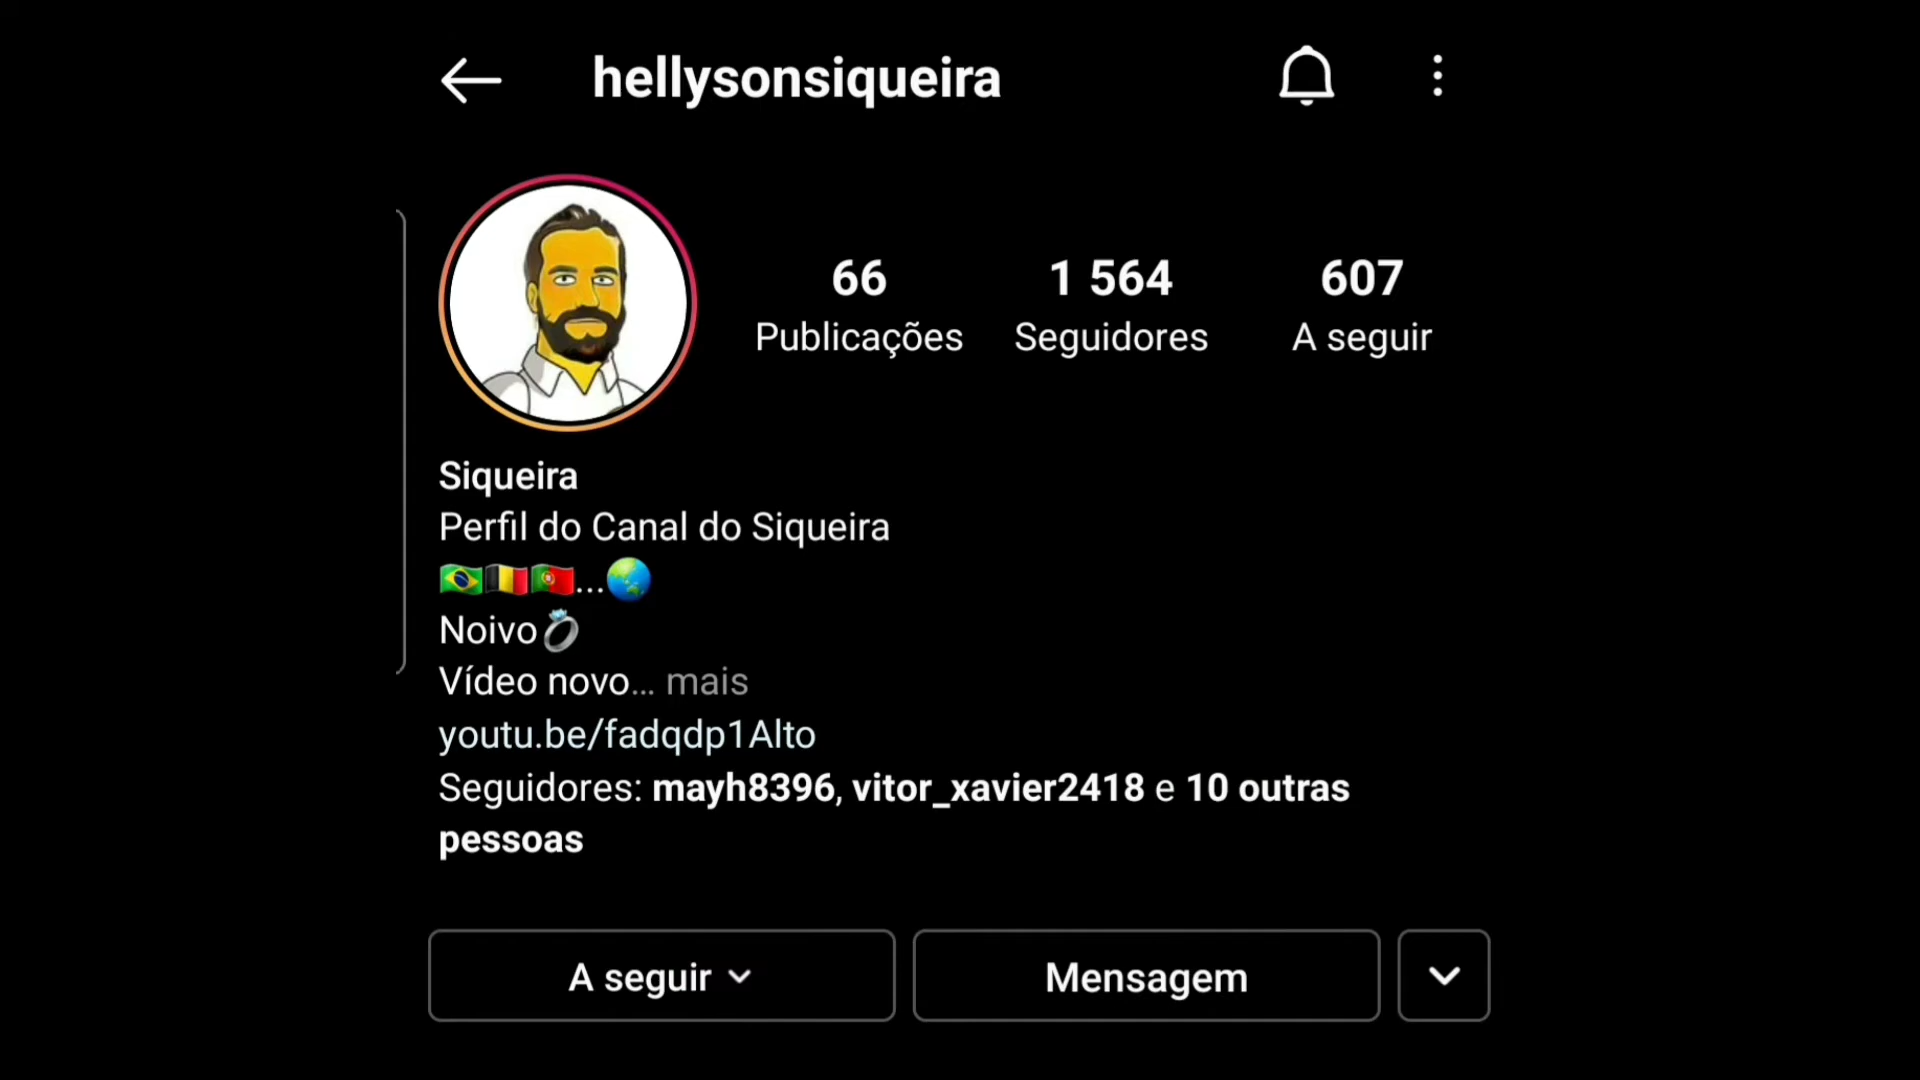 hellysonsiqueira
66
1 564
607
Publicações
Seguidores
A seguir
Siqueira
Perfil do Canal do Siqueira
🇧🇷🇧🇪🇵🇹...🌏
Noivo💍
Vídeo novo... mais
youtu.be/fadqdp1Alto
Seguidores: mayh8396, vitor_xavier2418 e 10 outras
pessoas
A seguir
Mensagem